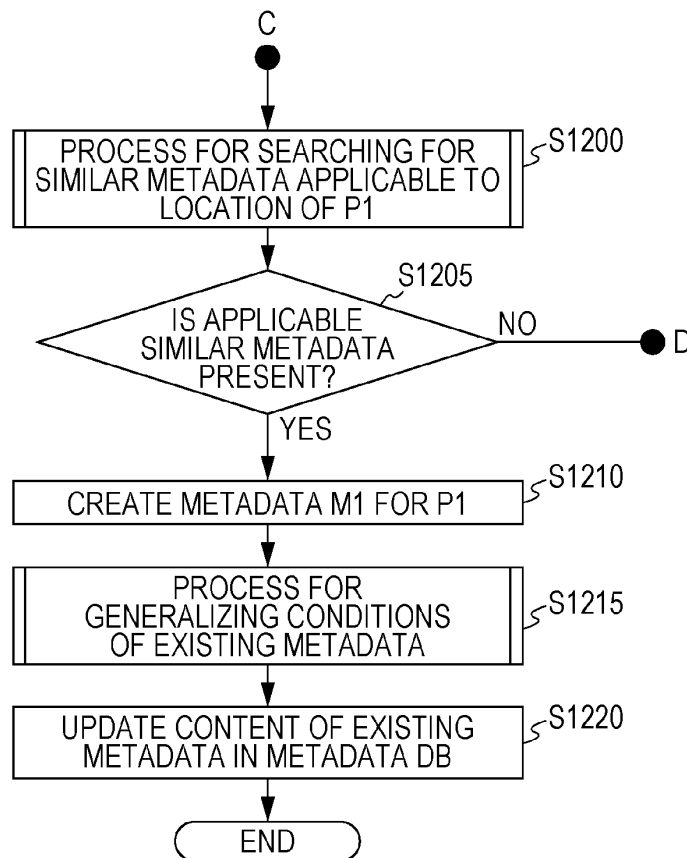 C
PROCESS FOR SEARCHING FOR
SIMILAR METADATA APPLICABLE TO
LOCATION OF P1
S1200
S1205
IS APPLICABLE
SIMILAR METADATA
PRESENT?
NO
D
YES
CREATE METADATA M1 FOR P1
S1210
PROCESS FOR
GENERALIZING CONDITIONS
OF EXISTING METADATA
S1215
UPDATE CONTENT OF EXISTING
METADATA IN METADATA DB
S1220
END